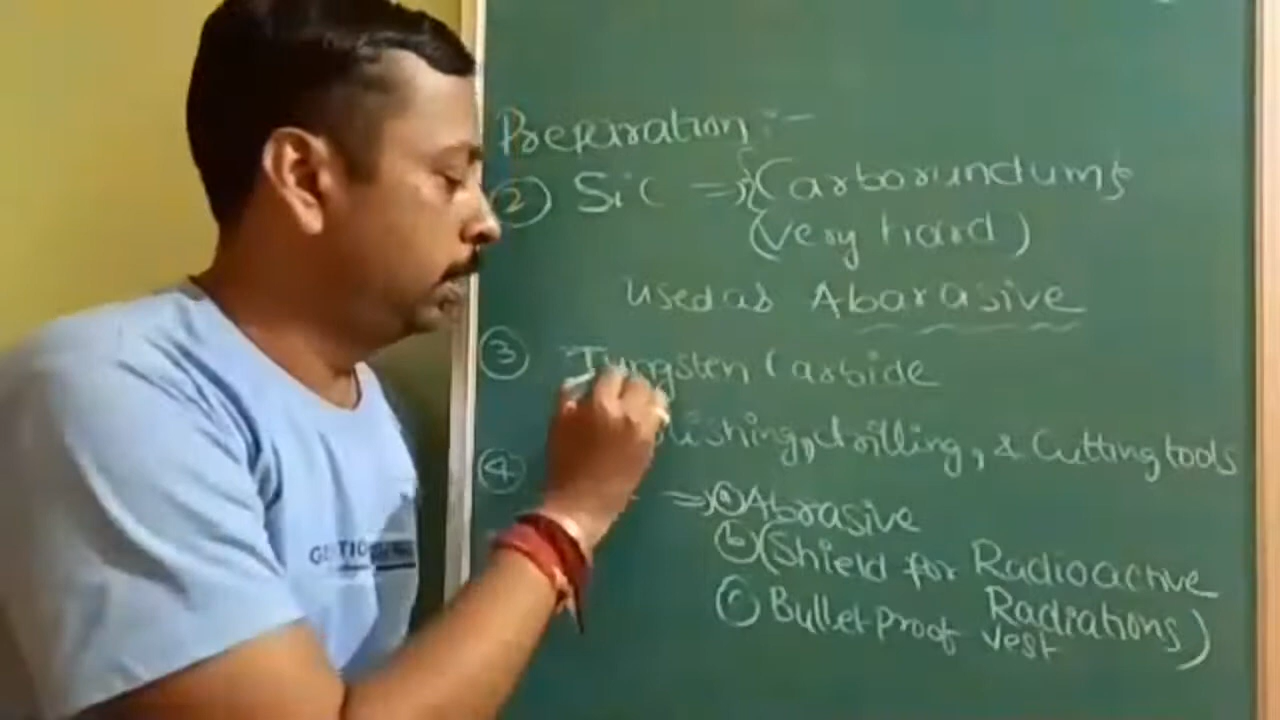 Preparation :-
② SiC ⇒ {Carborundum}
(very hard)
used as Abarasive
③ Tungsten Carbide
lishing, drilling, & Cutting tools
④ ⇒ ⓐ Abrasive
ⓑ (Shield for Radioactive
Radiations)
ⓒ Bullet proof vest